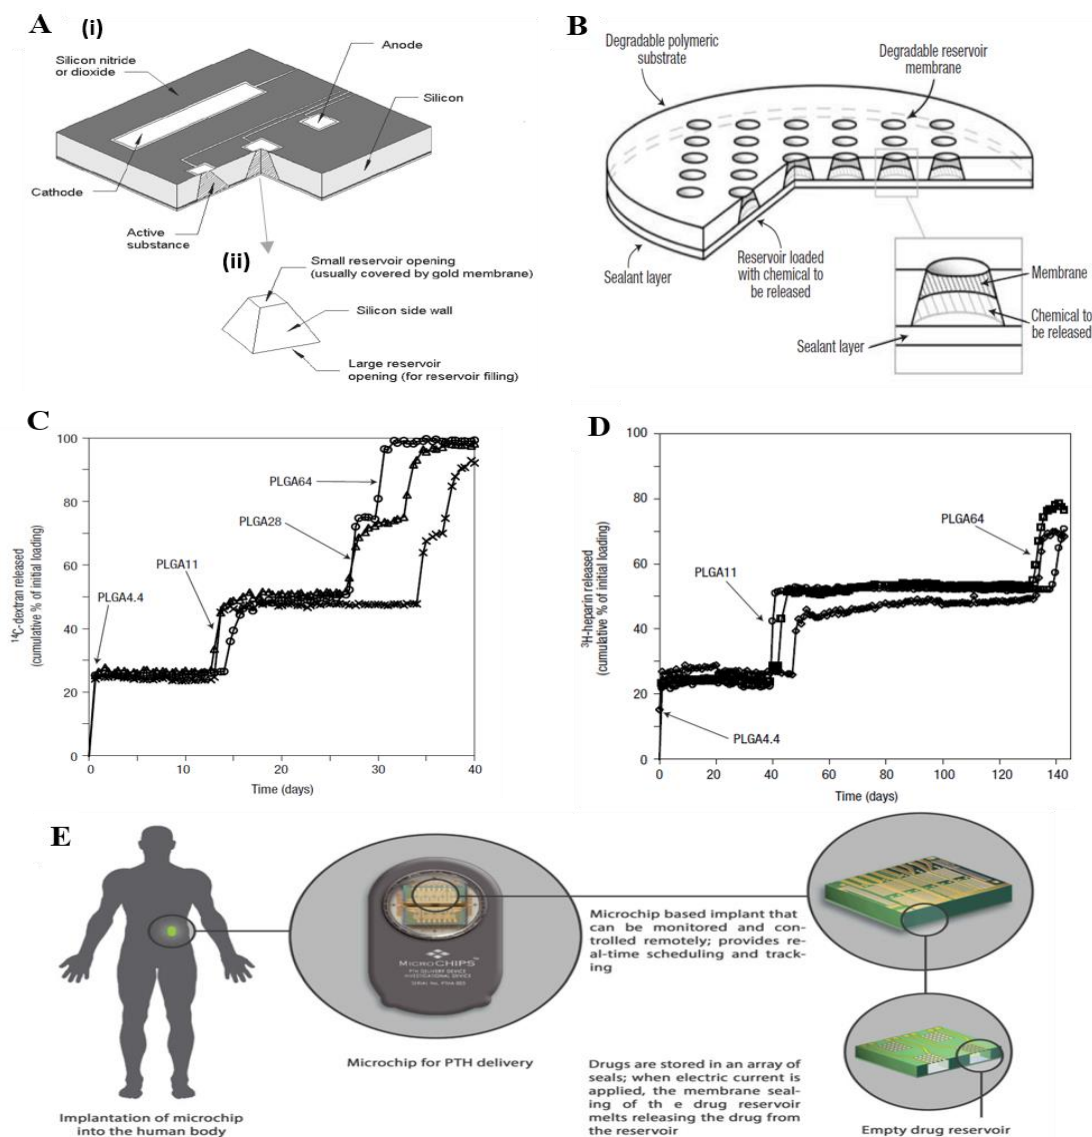 A (i)
Silicon nitride
or dioxide
Anode
Silicon
Cathode
Active
substance
(ii)
Small reservoir opening
(usually covered by gold membrane)
Silicon side wall
Large reservoir
opening (for reservoir filling)
B
Degradable polymeric
substrate
Degradable reservoir
membrane
Sealant layer
Reservoir loaded
with chemical to
be released
Membrane
Chemical to
be released
Sealant layer
C
14C-dextran released
(cumulative % of initial loading)
100
80
60
40
20
0
PLGA64
PLGA28
PLGA11
PLGA4.4
0 10 20 30 40
Time (days)
D
3H-heparin released
(cumulative % of initial loading)
100
80
60
40
20
0
PLGA64
PLGA11
PLGA4.4
0 20 40 60 80 100 120 140
Time (days)
E
Implantation of microchip
into the human body
MICROCHIPS
PTH DELIVERY DEVICE
INVESTIGATIONAL DEVICE
Microchip for PTH delivery
Microchip based implant that
can be monitored and con-
trolled remotely; provides re-
al-time scheduling and track-
ing
Drugs are stored in an array of
seals; when electric current is
applied, the membrane seal-
ing of th e drug reservoir
melts releasing the drug from
the reservoir
Empty drug reservoir